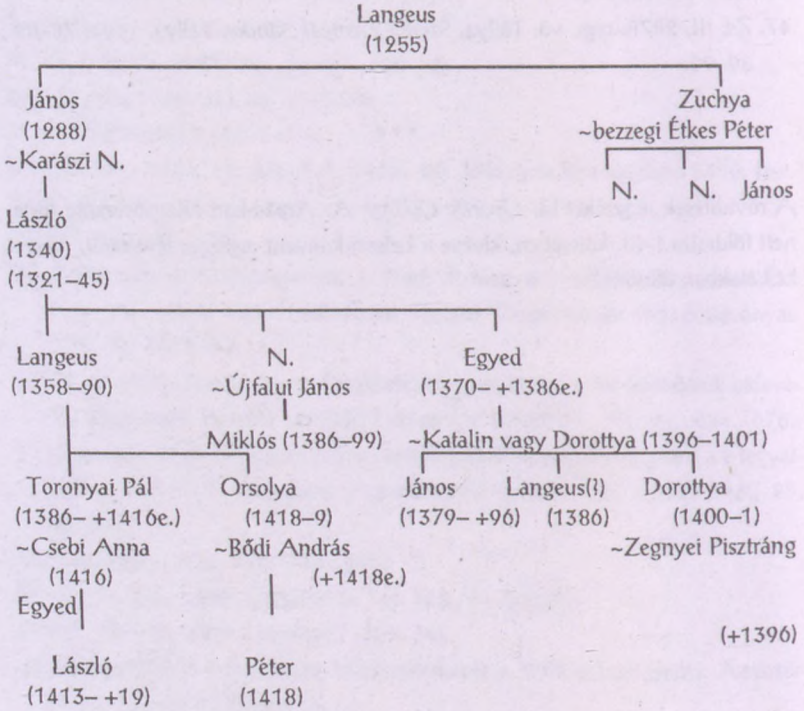 Langeus
(1255)
János
(1288)
~Karászi N.
Zuchya
~bezzegi Étkes Péter
N. N. János
László
(1340)
(1321–45)
Langeus
(1358–90)
N.
~Ujfalui János
Egyed
(1370– +1386e.)
Miklós (1386–99)
~Katalin vagy Dorottya (1396–1401)
Toronyai Pál
(1386– +1416e.)
~Csebi Anna
(1416)
Orsolya
(1418–9)
~Bődi András
(+1418e.)
János
(1379– +96)
Langeus(?)
(1386)
Dorottya
(1400–1)
~Zegnyei Pisztráng
(+1396)
Egyed
László
(1413– +19)
Péter
(1418)